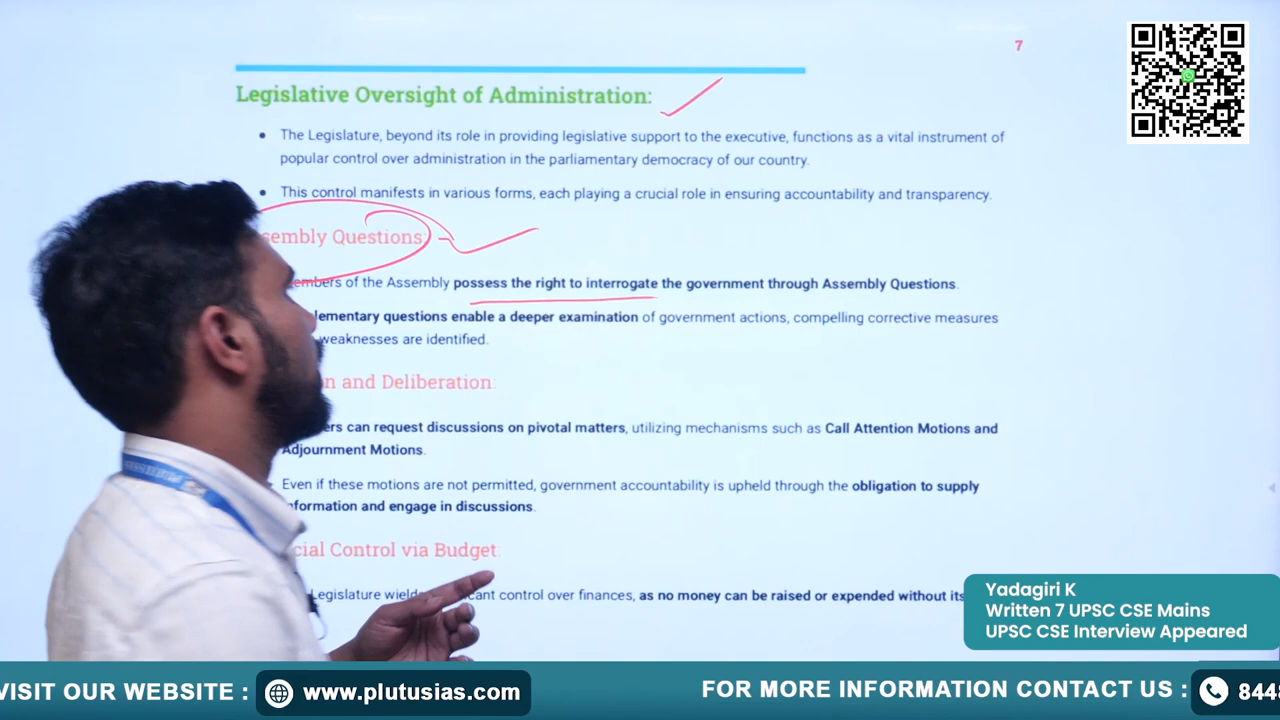 7
Legislative Oversight of Administration:
The Legislature, beyond its role in providing legislative support to the executive, functions as a vital instrument of
popular control over administration in the parliamentary democracy of our country.
This control manifests in various forms, each playing a crucial role in ensuring accountability and transparency.
sembly Questions:
embers of the Assembly possess the right to interrogate the government through Assembly Questions.
lementary questions enable a deeper examination of government actions, compelling corrective measures
weaknesses are identified.
n and Deliberation:
ers can request discussions on pivotal matters, utilizing mechanisms such as Call Attention Motions and
Adjournment Motions.
Even if these motions are not permitted, government accountability is upheld through the obligation to supply
nformation and engage in discussions.
cial Control via Budget:
Legislature wield cant control over finances, as no money can be raised or expended without its
Yadagiri K
Written 7 UPSC CSE Mains
UPSC CSE Interview Appeared
VISIT OUR WEBSITE : www.plutusias.com FOR MORE INFORMATION CONTACT US : 844